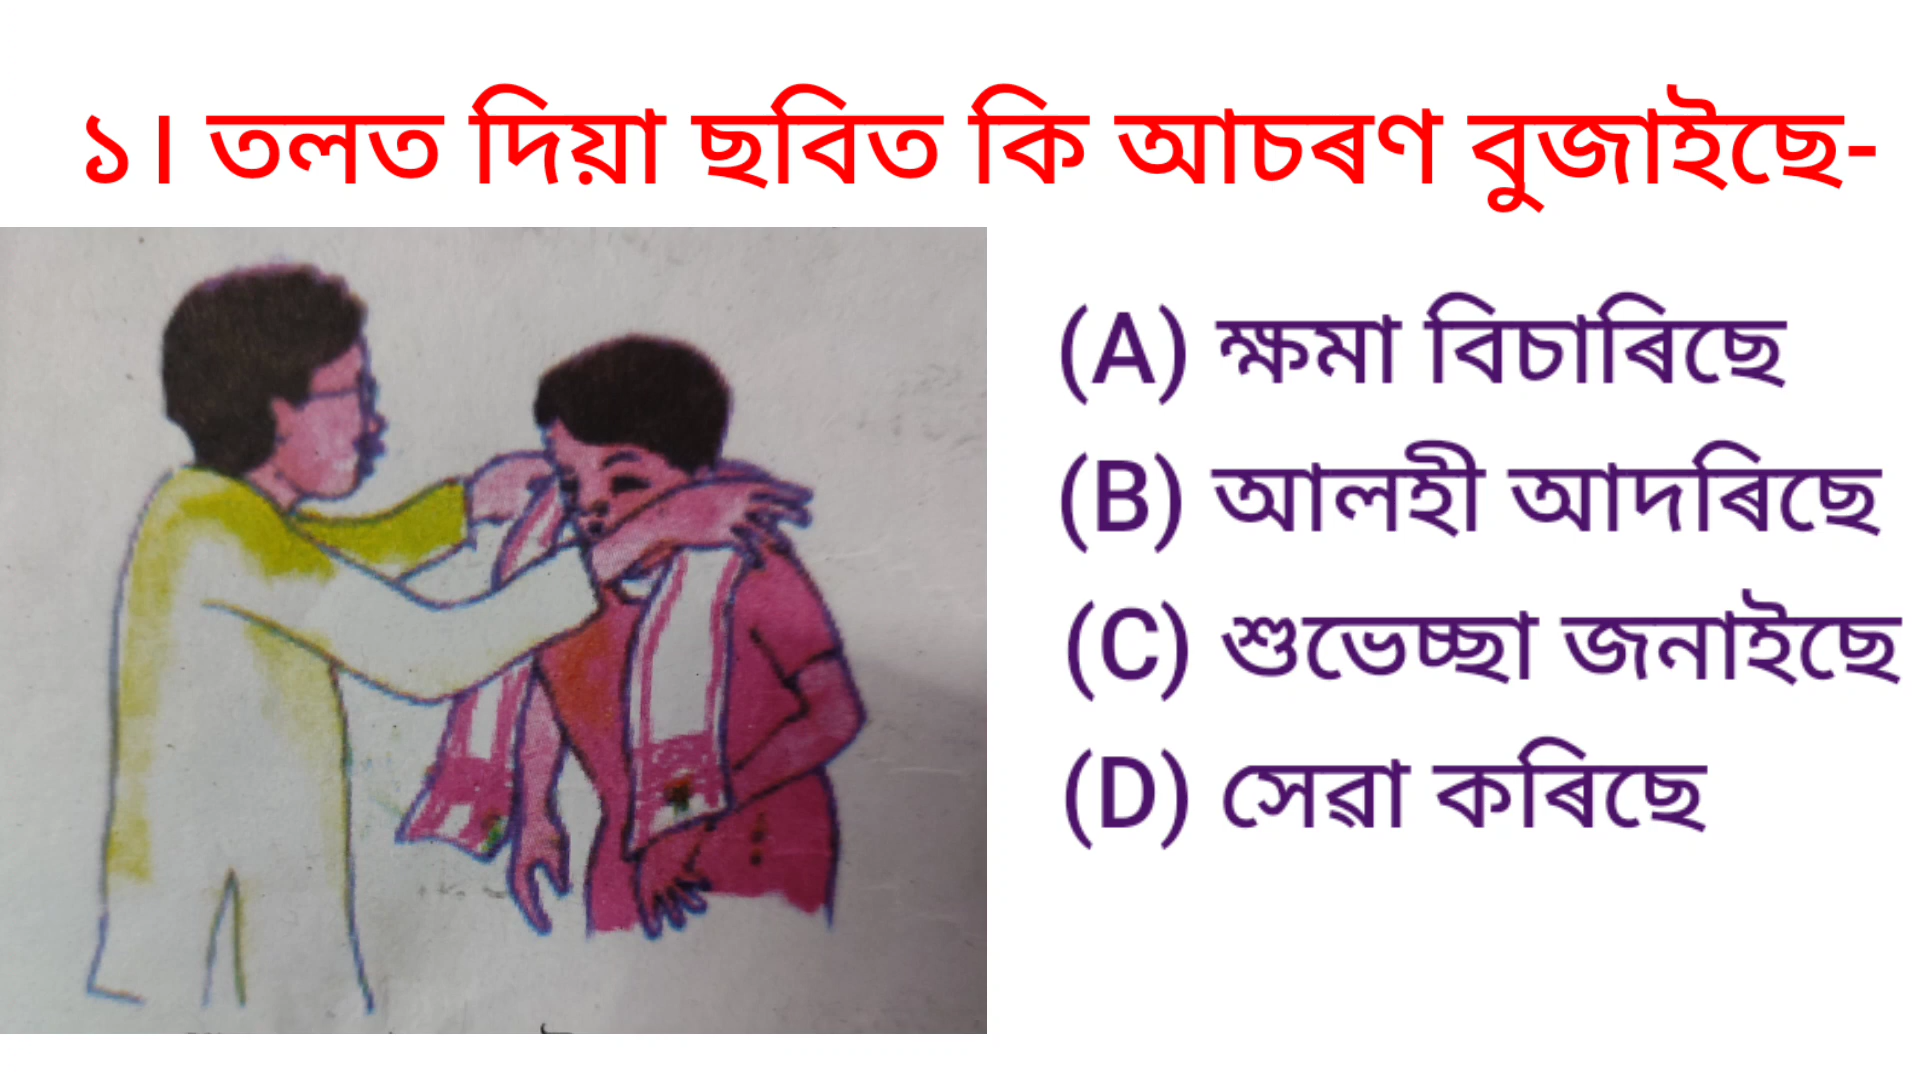 ১। তলত দিয়া ছবিত কি আচৰণ বুজাইছে-
(A) ক্ষমা বিচাৰিছে
(B) আলহী আদৰিছে
(C) শুভেচ্ছা জনাইছে
(D) সেৱা কৰিছে